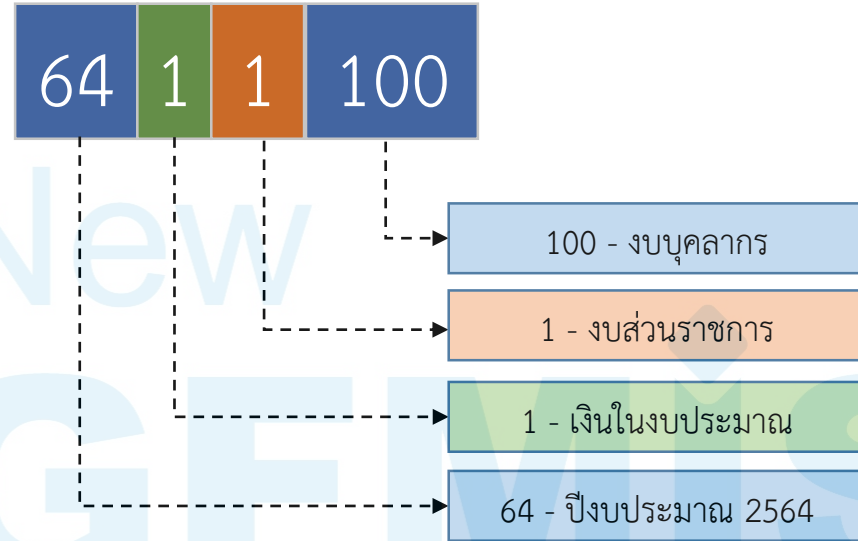 64 1 1 100
100 - งบบุคลากร
1 - งบส่วนราชการ
1 - เงินในงบประมาณ
64 - ปีงบประมาณ 2564
New
GFMiS